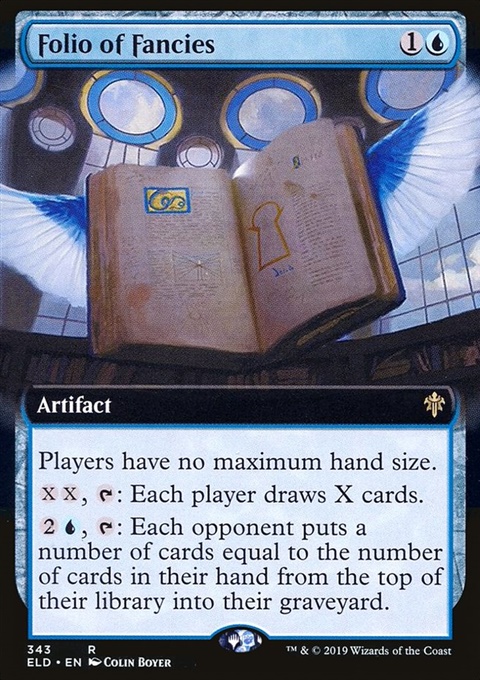 Folio of Fancies 1
Artifact
Players have no maximum hand size.
X X, : Each player draws X cards.
2 , : Each opponent puts a
number of cards equal to the number
of cards in their hand from the top of
their library into their graveyard.
343 R
ELD • EN Colin Boyer
™ & © 2019 Wizards of the Coast